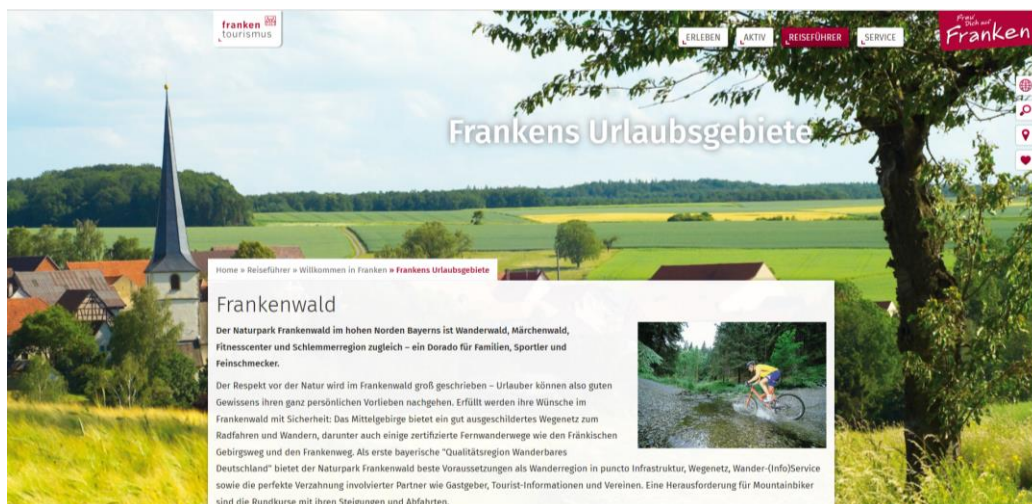 franken
tourismus
ERLEBEN
AKTIV
REISEFÜHRER
SERVICE
Freu'
Dich auf
Franken
Frankens Urlaubsgebiete
Home » Reiseführer » Willkommen in Franken » Frankens Urlaubsgebiete
Frankenwald
Der Naturpark Frankenwald im hohen Norden Bayerns ist Wanderwald, Märchenwald,
Fitnesscenter und Schlemmerregion zugleich – ein Dorado für Familien, Sportler und
Feinschmecker.
Der Respekt vor der Natur wird im Frankenwald groß geschrieben – Urlauber können also guten
Gewissens ihren ganz persönlichen Vorlieben nachgehen. Erfüllt werden ihre Wünsche im
Frankenwald mit Sicherheit: Das Mittelgebirge bietet ein gut ausgeschildertes Wegenetz zum
Radfahren und Wandern, darunter auch einige zertifizierte Fernwanderwege wie den Fränkischen
Gebirgsweg und den Frankenweg. Als erste bayerische "Qualitätsregion Wanderbares
Deutschland" bietet der Naturpark Frankenwald beste Voraussetzungen als Wanderregion in puncto Infrastruktur, Wegenetz, Wander-(Info)Service
sowie die perfekte Verzahnung involvierter Partner wie Gastgeber, Tourist-Informationen und Vereinen. Eine Herausforderung für Mountainbiker
sind die Rundkurse mit ihren Steigungen und Abfahrten.